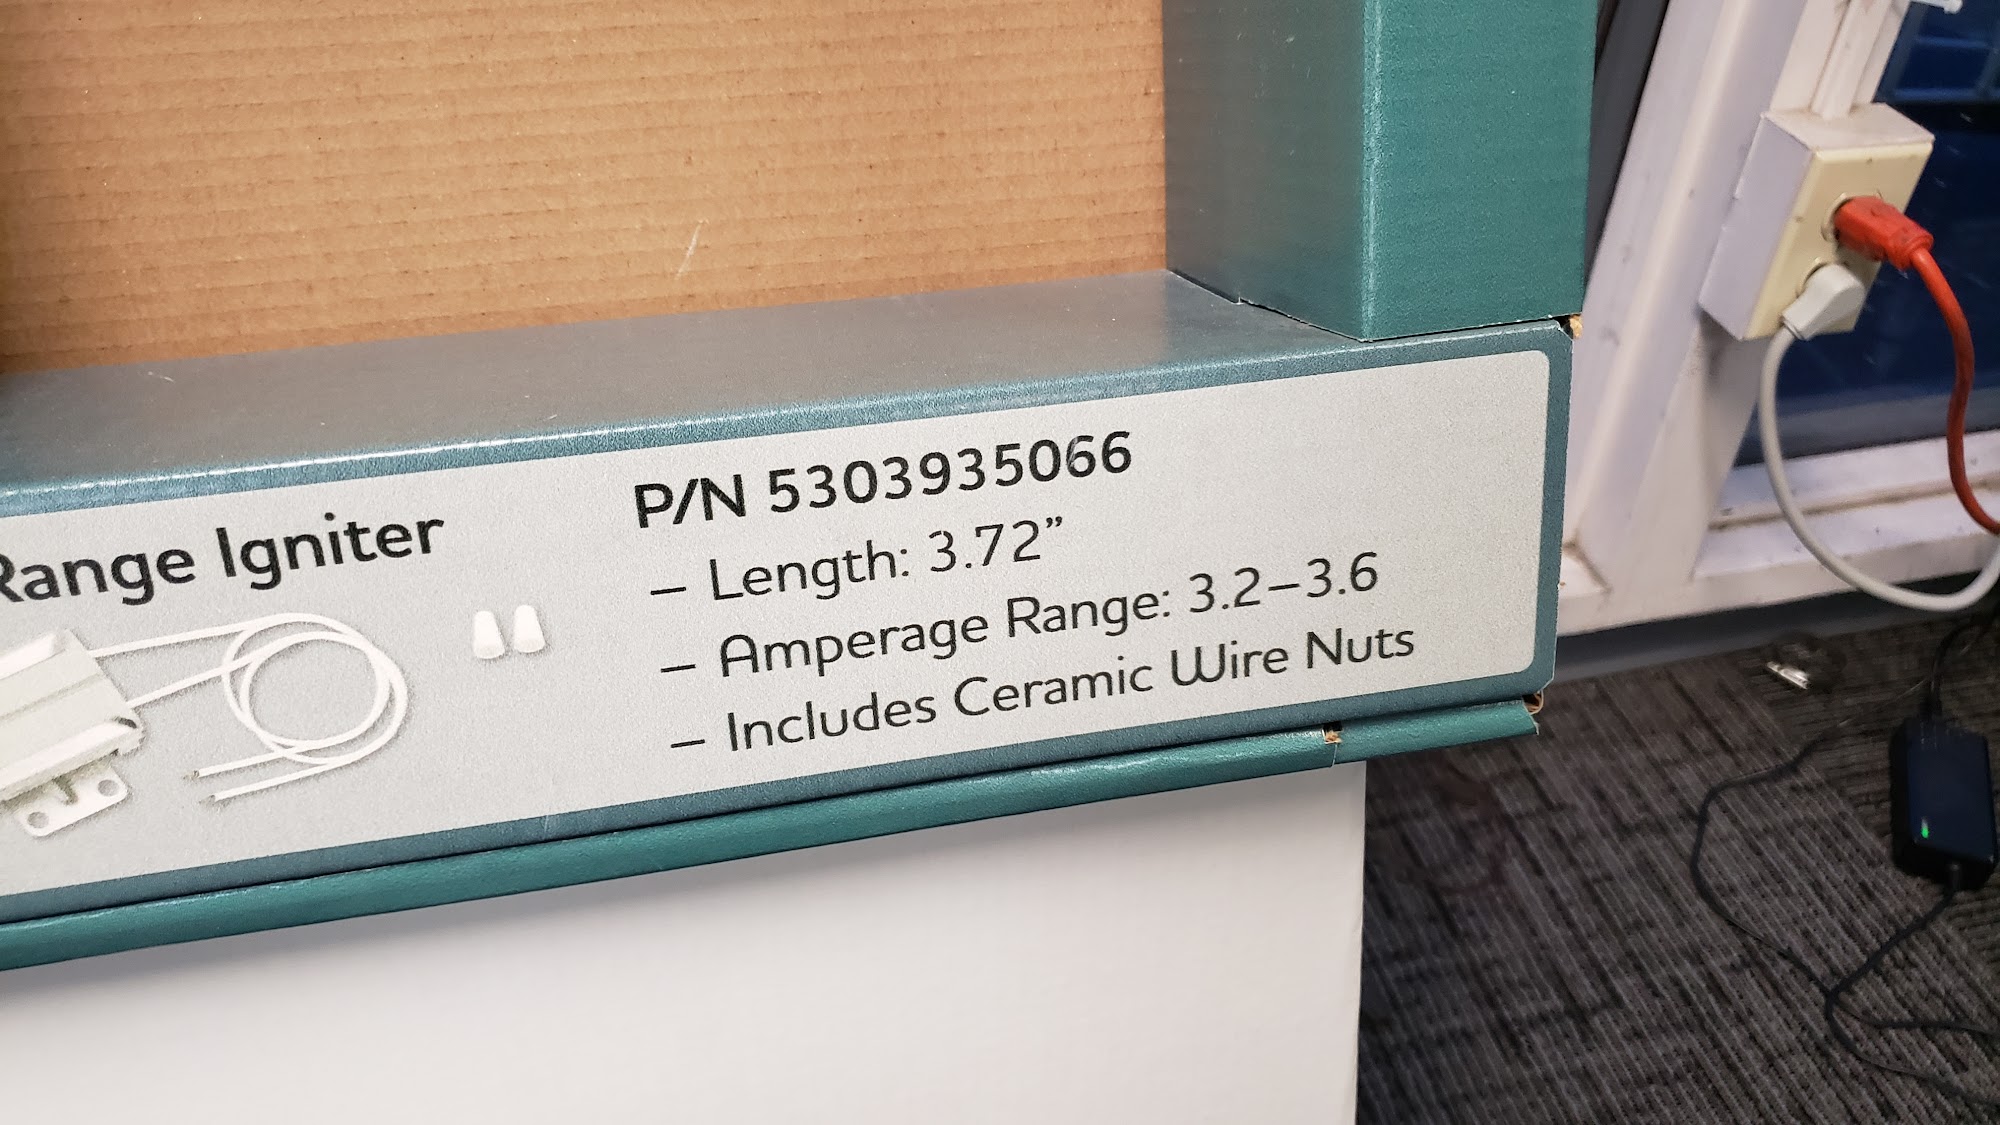 Range Igniter
P/N 5303935066
– Length: 3.72”
– Amperage Range: 3.2–3.6
– Includes Ceramic Wire Nuts